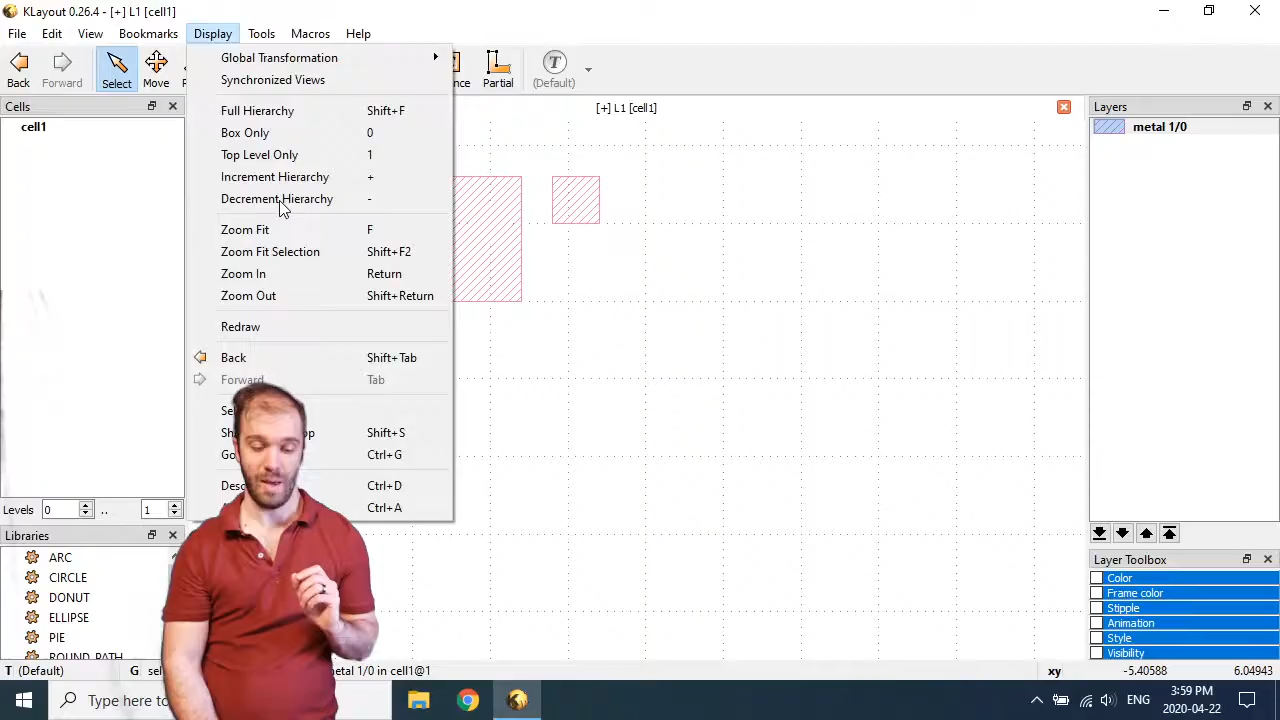 KLayout 0.26.4 - [+] L1 [cell1]
File Edit View Bookmarks Display Tools Macros Help
Back Forward Select Move Partial (Default)
Cells
cell1
Levels 0 .. 1
Libraries
ARC
CIRCLE
DONUT
ELLIPSE
PIE
ROUND_PATH
Global Transformation
Synchronized Views
Full Hierarchy Shift+F
Box Only 0
Top Level Only 1
Increment Hierarchy +
Decrement Hierarchy -
Zoom Fit F
Zoom Fit Selection Shift+F2
Zoom In Return
Zoom Out Shift+Return
Redraw
Back Shift+Tab
Forward Tab
Shift+S
Ctrl+G
Ctrl+D
Ctrl+A
[+] L1 [cell1]
Layers
metal 1/0
Layer Toolbox
Color
Frame color
Stipple
Animation
Style
Visibility
T (Default) G metal 1/0 in cell1@1 xy -5.40588 6.04943
Type here to
ENG
3:59 PM
2020-04-22